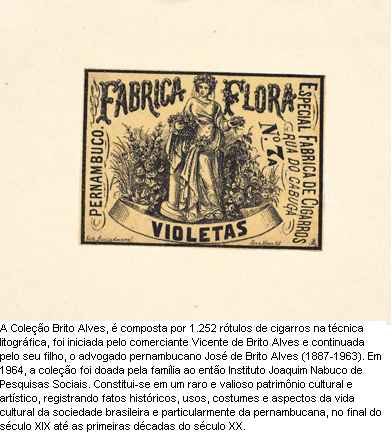 FABRICA FLORA
PERNAMBUCO.
ESPECIAL FABRICA DE CIGARROS
RUA DO CABUGA
Nº 7A
VIOLETAS
A Coleção Brito Alves, é composta por 1.252 rótulos de cigarros na técnica
litográfica, foi iniciada pelo comerciante Vicente de Brito Alves e continuada
pelo seu filho, o advogado pernambucano José de Brito Alves (1887-1963). Em
1964, a coleção foi doada pela família ao então Instituto Joaquim Nabuco de
Pesquisas Sociais. Constitui-se em um raro e valioso patrimônio cultural e
artístico, registrando fatos históricos, usos, costumes e aspectos da vida
cultural da sociedade brasileira e particularmente da pernambucana, no final do
século XIX até as primeiras décadas do século XX.